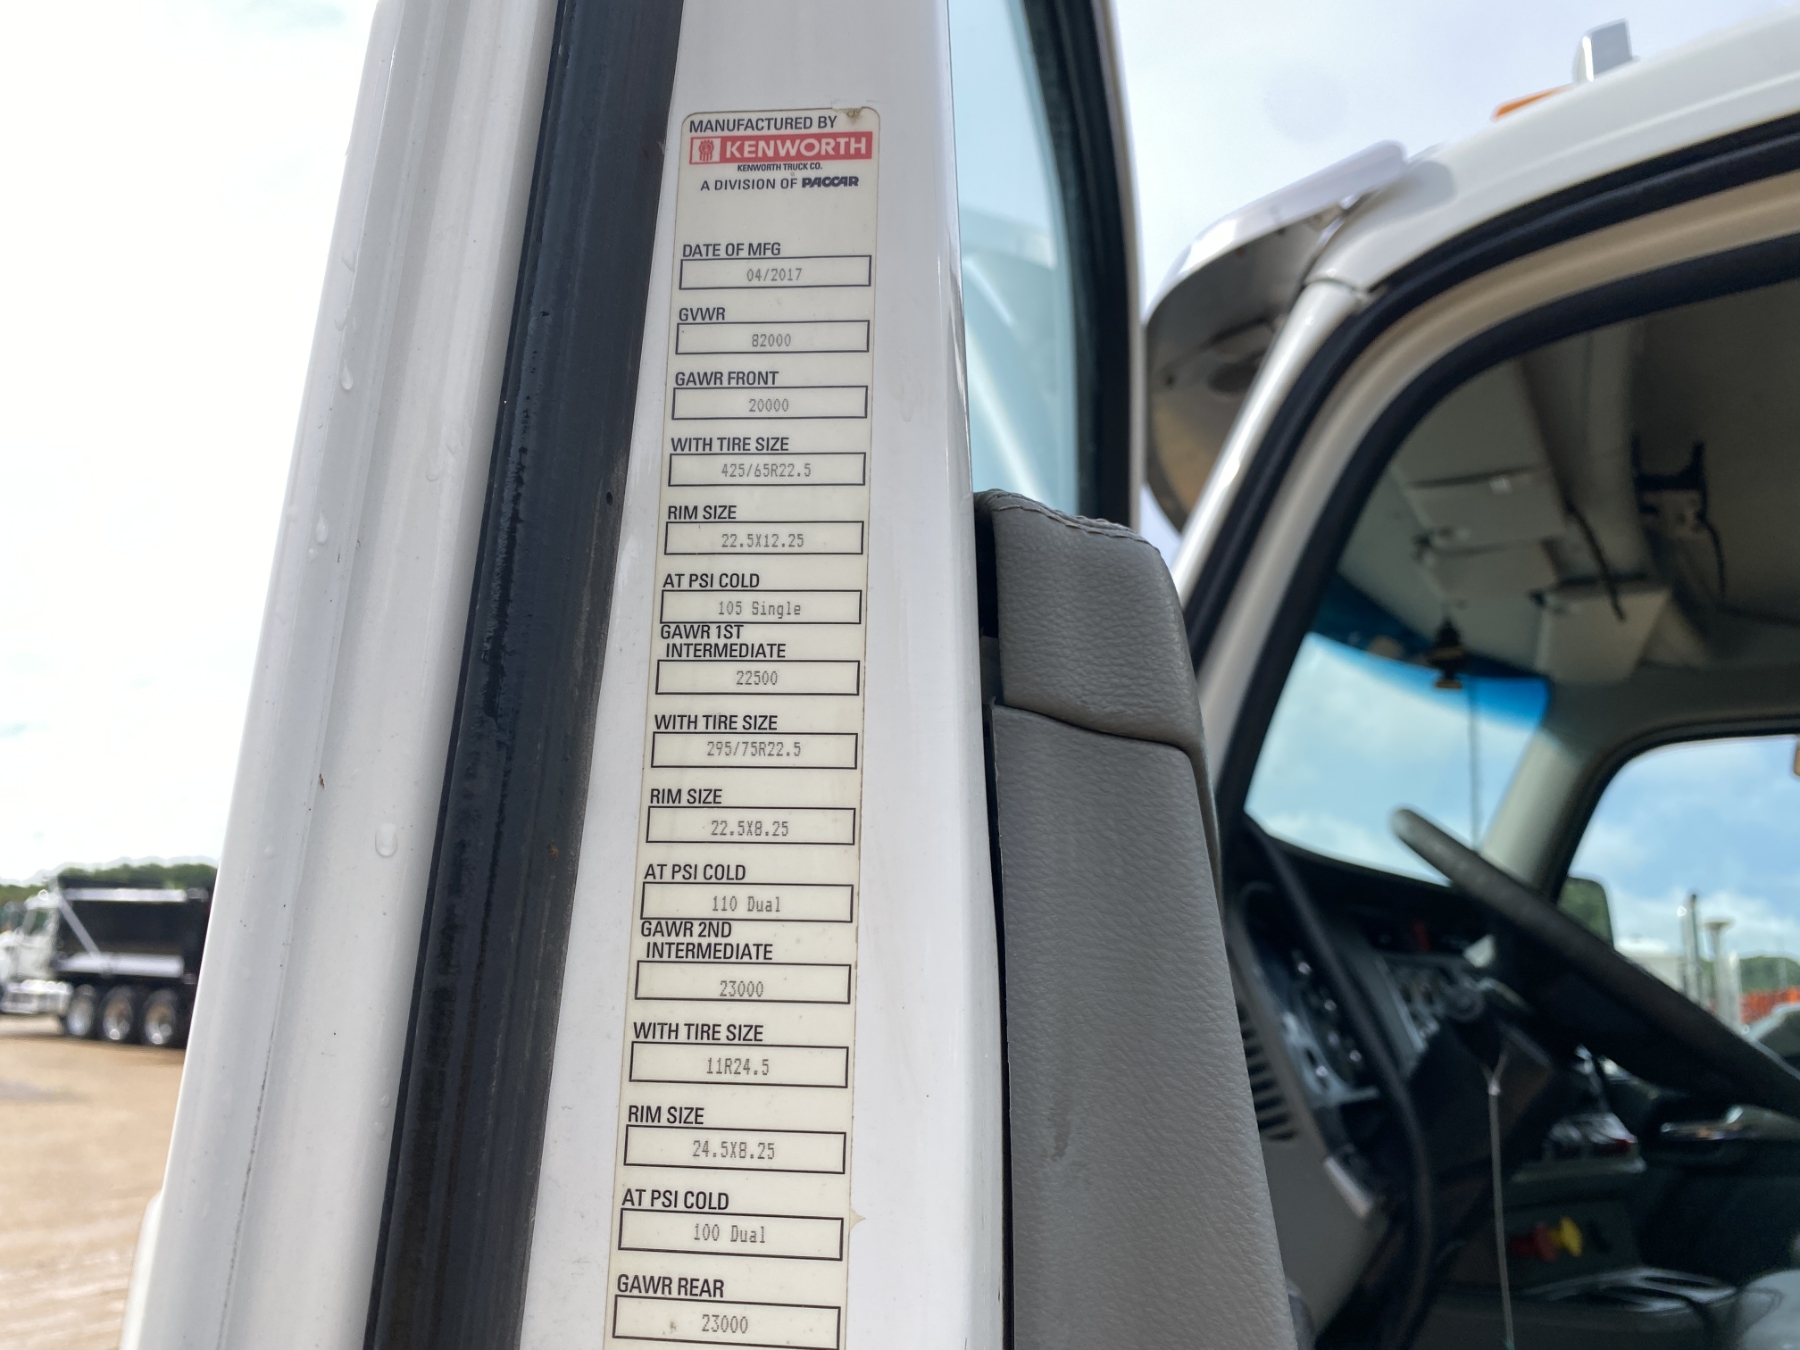 MANUFACTURED BY
KENWORTH
KENWORTH TRUCK CO.
A DIVISION OF PACCAR
DATE OF MFG
04/2017
GVWR
82000
GAWR FRONT
20000
WITH TIRE SIZE
425/65R22.5
RIM SIZE
22.5X12.25
AT PSI COLD
105 Single
GAWR 1ST
INTERMEDIATE
22500
WITH TIRE SIZE
295/75R22.5
RIM SIZE
22.5X8.25
AT PSI COLD
110 Dual
GAWR 2ND
INTERMEDIATE
23000
WITH TIRE SIZE
11R24.5
RIM SIZE
24.5X8.25
AT PSI COLD
100 Dual
GAWR REAR
23000